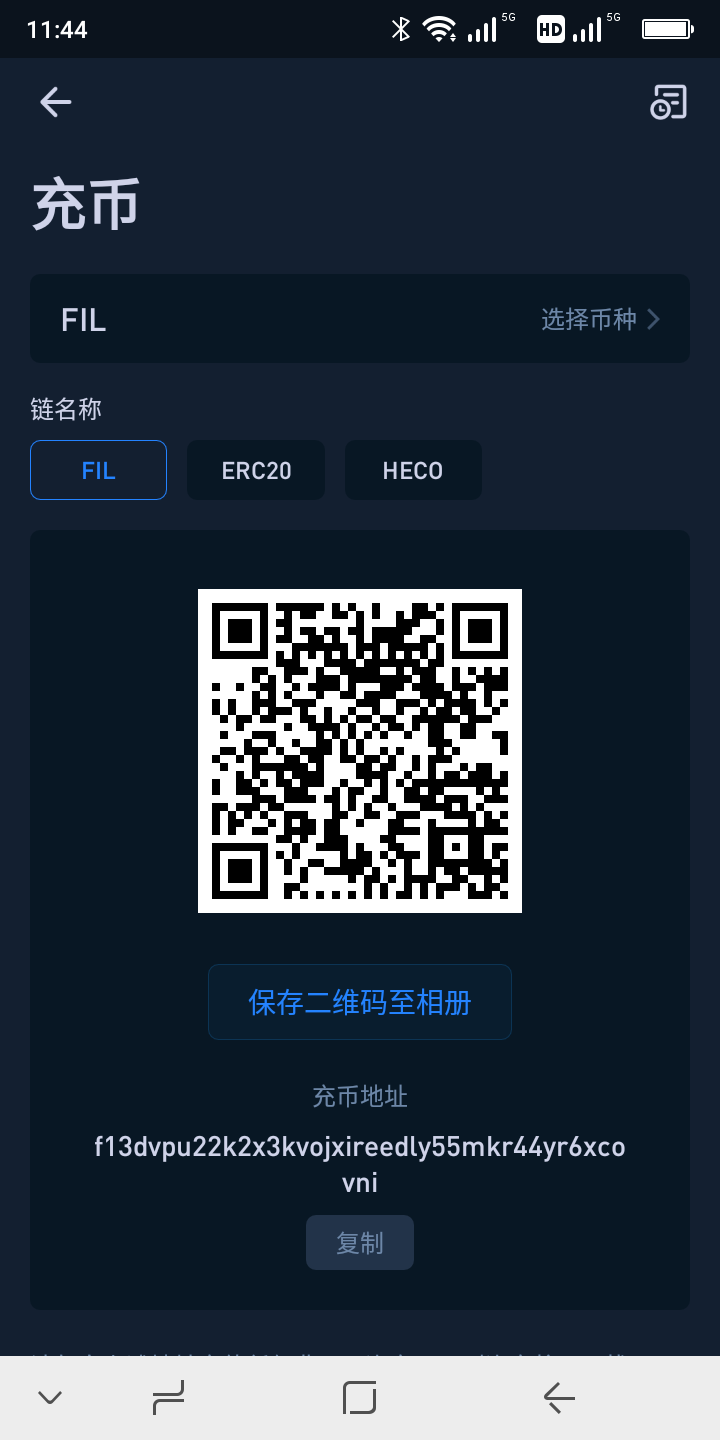 11:44
5G
HD
5G
充币
FIL
选择币种
链名称
FIL
ERC20
HECO
保存二维码至相册
充币地址
f13dvpu22k2x3kvojxireedly55mkr44yr6xco
vni
复制